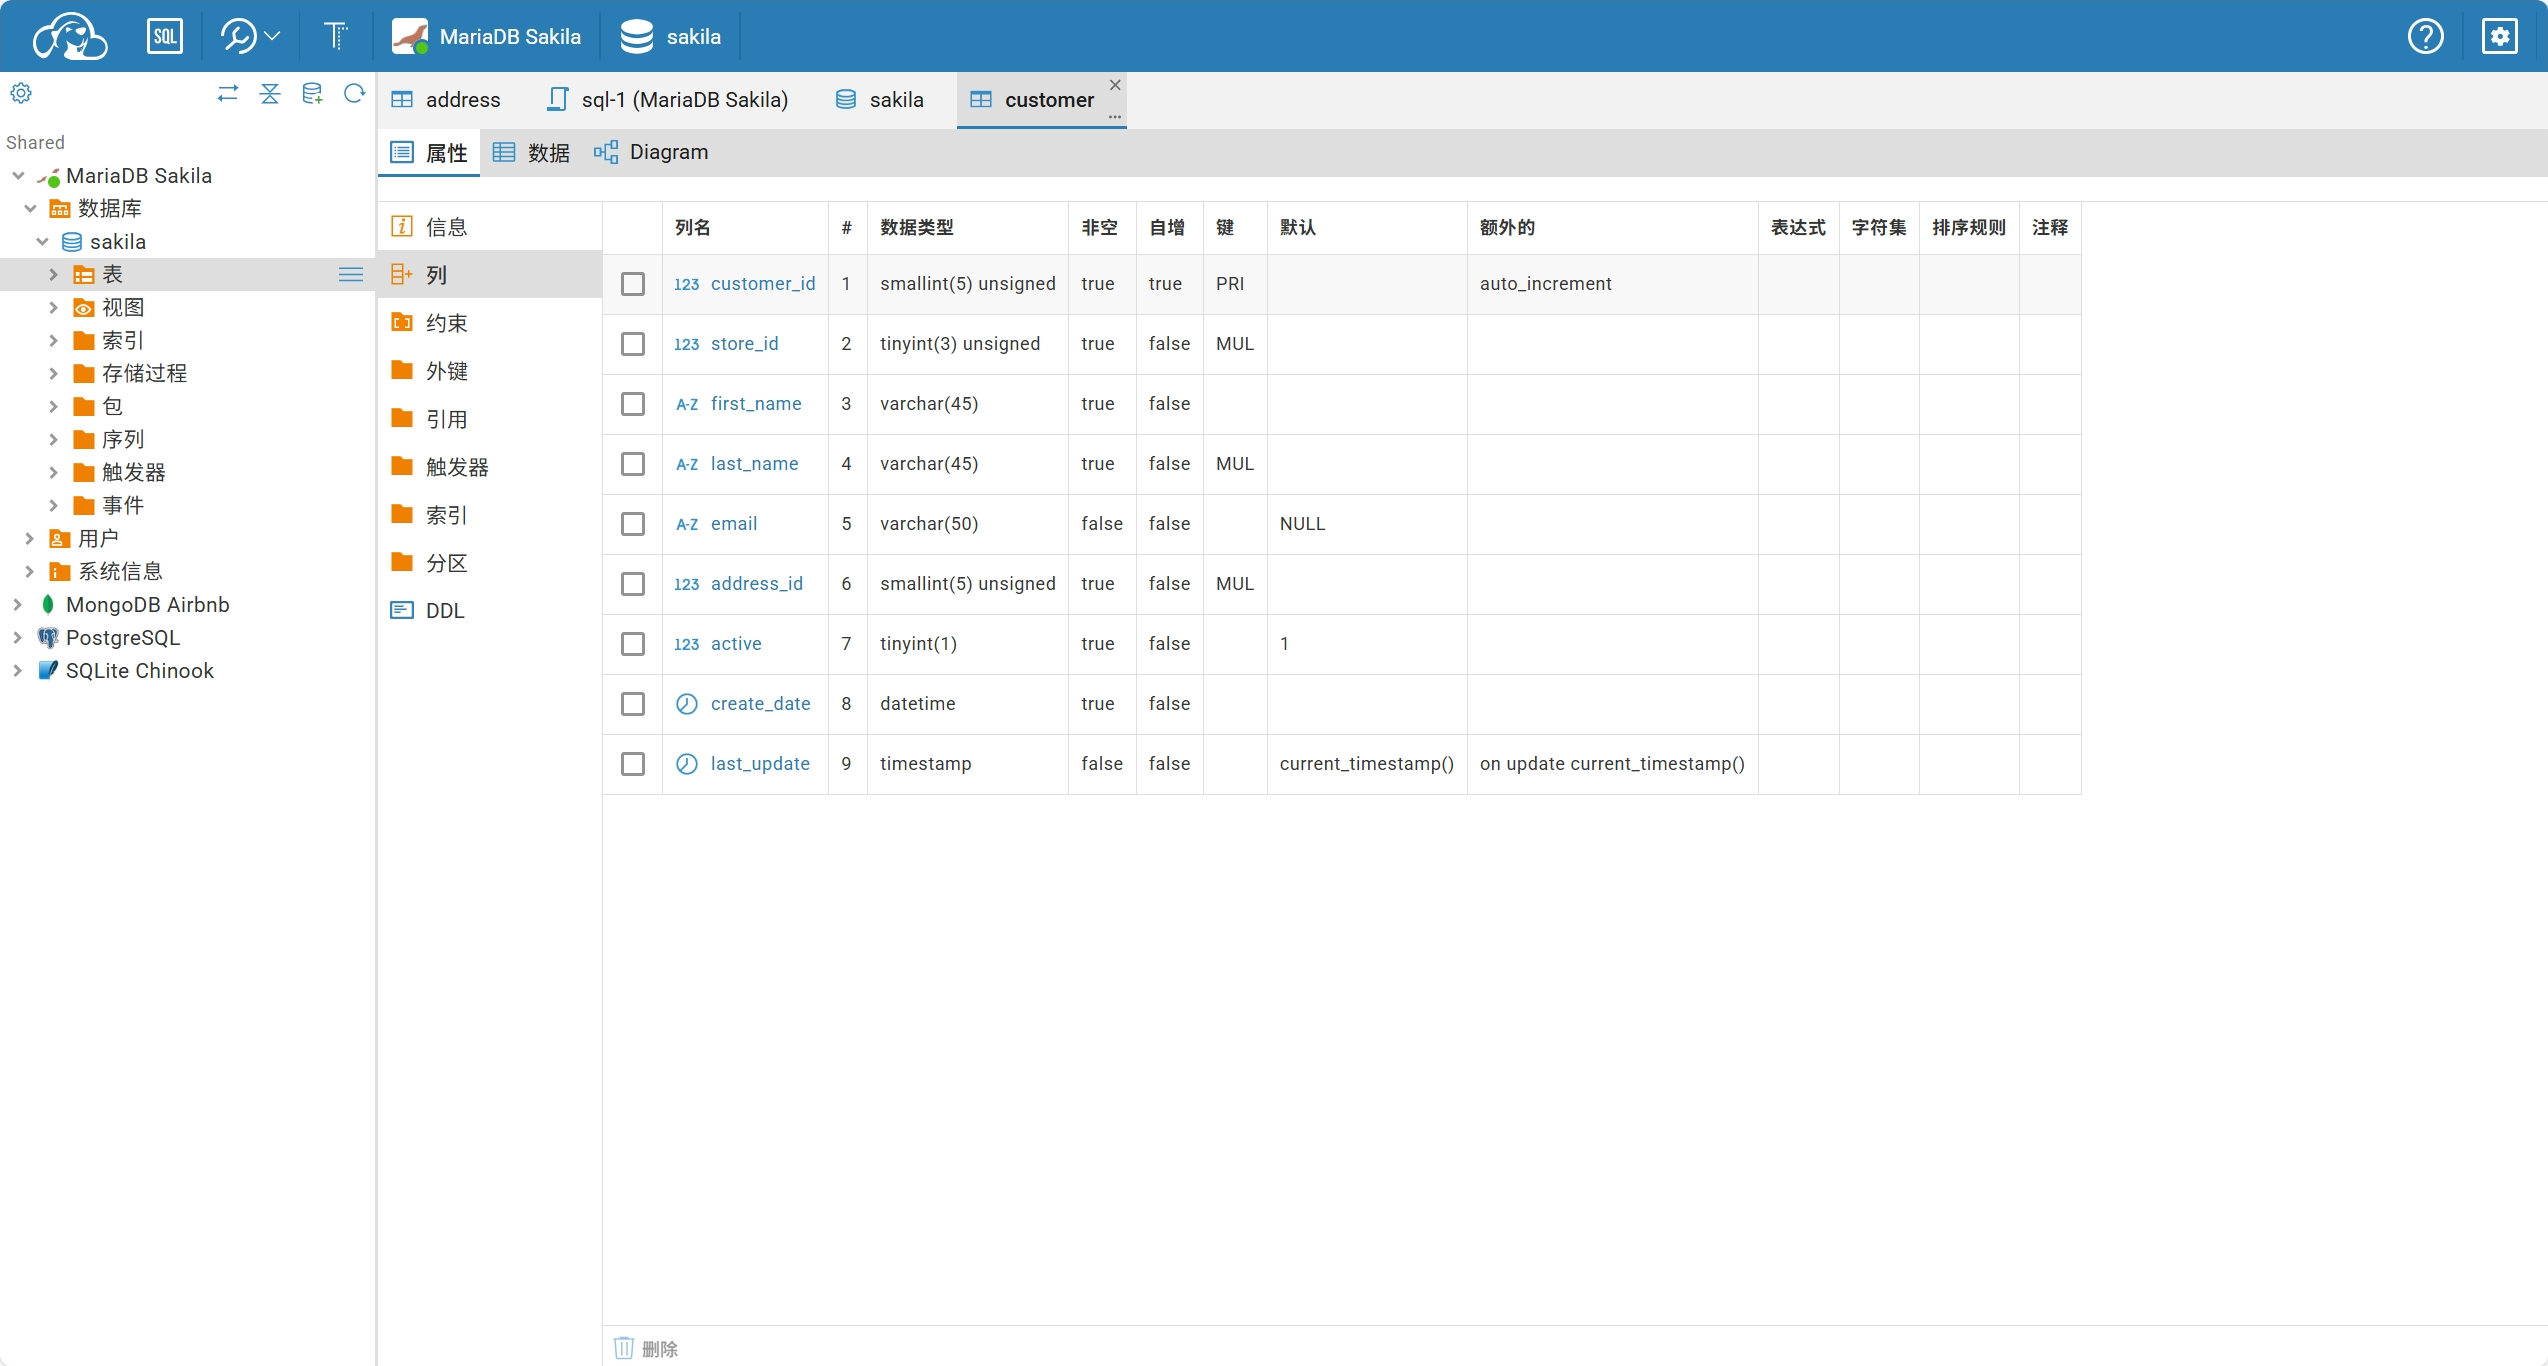 SQL MariaDB Sakila sakila
address sql-1 (MariaDB Sakila) sakila customer
属性 数据 Diagram
Shared
MariaDB Sakila
数据库
sakila
表
视图
索引
存储过程
包
序列
触发器
事件
用户
系统信息
MongoDB Airbnb
PostgreSQL
SQLite Chinook
信息
列
约束
外键
引用
触发器
索引
分区
DDL
列名 # 数据类型 非空 自增 键 默认 额外的 表达式 字符集 排序规则 注释
123 customer_id 1 smallint(5) unsigned true true PRI auto_increment
123 store_id 2 tinyint(3) unsigned true false MUL
A-Z first_name 3 varchar(45) true false
A-Z last_name 4 varchar(45) true false MUL
A-Z email 5 varchar(50) false false NULL
123 address_id 6 smallint(5) unsigned true false MUL
123 active 7 tinyint(1) true false 1
create_date 8 datetime true false
last_update 9 timestamp false false current_timestamp() on update current_timestamp()
删除